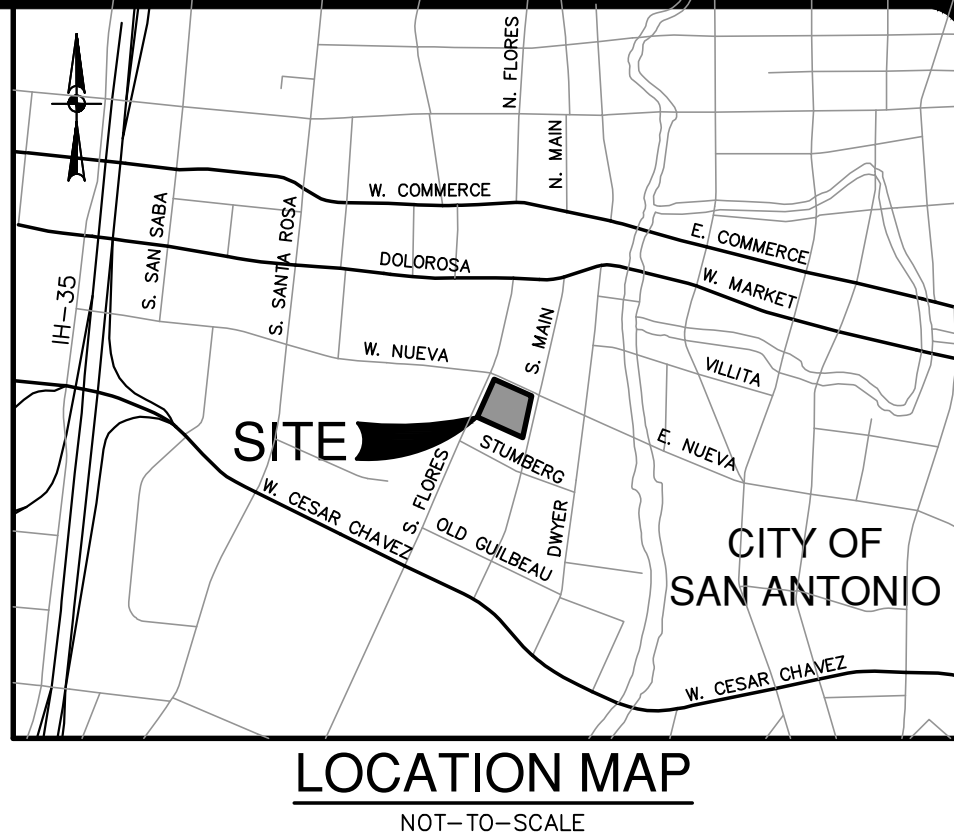 N. FLORES
N. MAIN
W. COMMERCE
S. SAN SABA
S. SANTA ROSA
E. COMMERCE
DOLOROSA
W. MARKET
IH-35
S. MAIN
W. NUEVA
VILLITA
SITE
STUMBERG
E. NUEVA
S. FLORES
W. CESAR CHAVEZ
OLD GUILBEAU
DWYER
CITY OF
SAN ANTONIO
W. CESAR CHAVEZ
LOCATION MAP
NOT-TO-SCALE